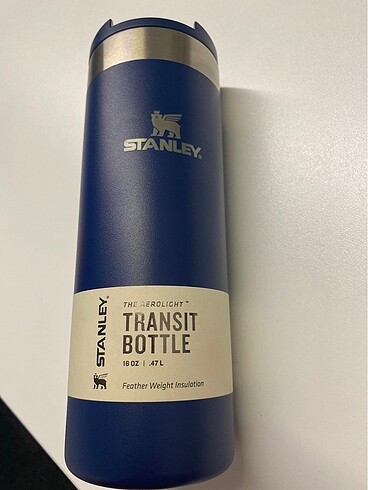 STANLEY®
STANLEY®
THE AEROLIGHT™
TRANSIT
BOTTLE
16 OZ | .47 L
Feather Weight Insulation